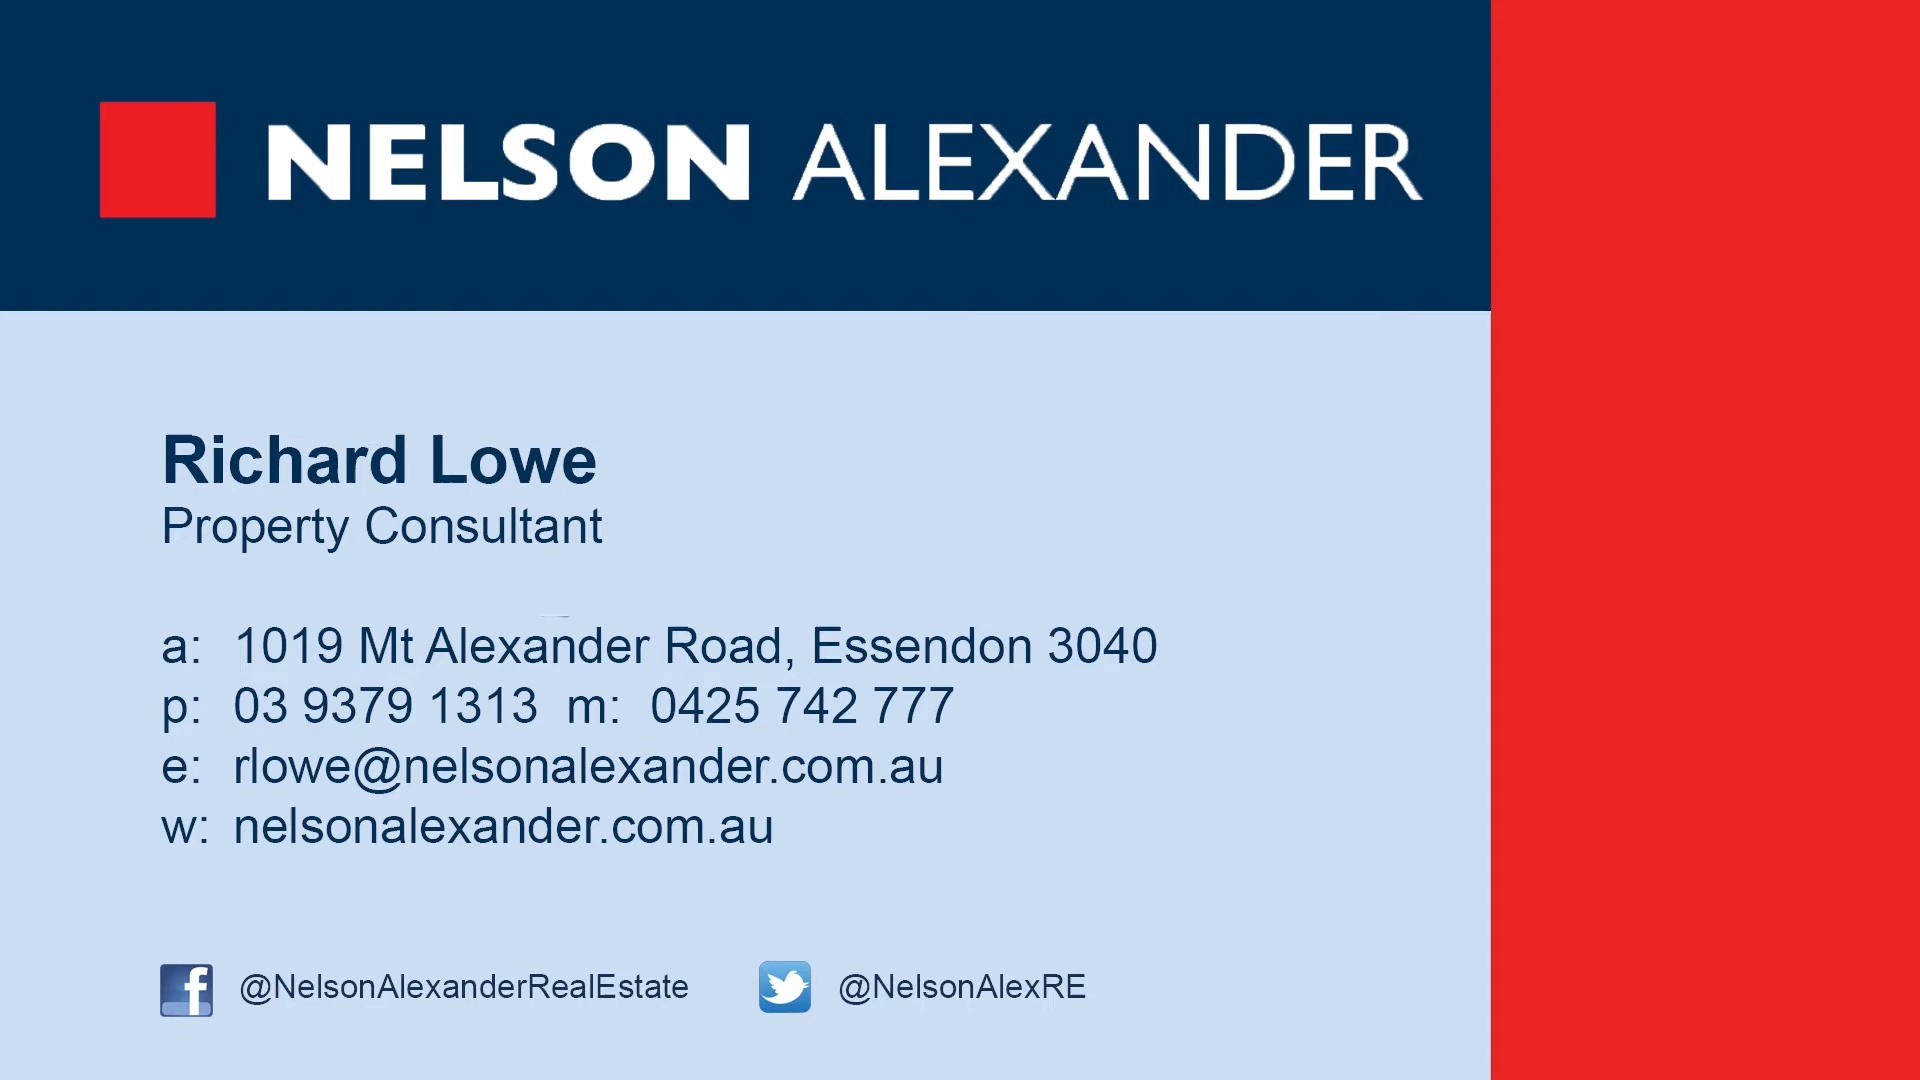 NELSON ALEXANDER
Richard Lowe
Property Consultant
a: 1019 Mt Alexander Road, Essendon 3040
p: 03 9379 1313 m: 0425 742 777
e: rlowe@nelsonalexander.com.au
w: nelsonalexander.com.au
@NelsonAlexanderRealEstate @NelsonAlexRE